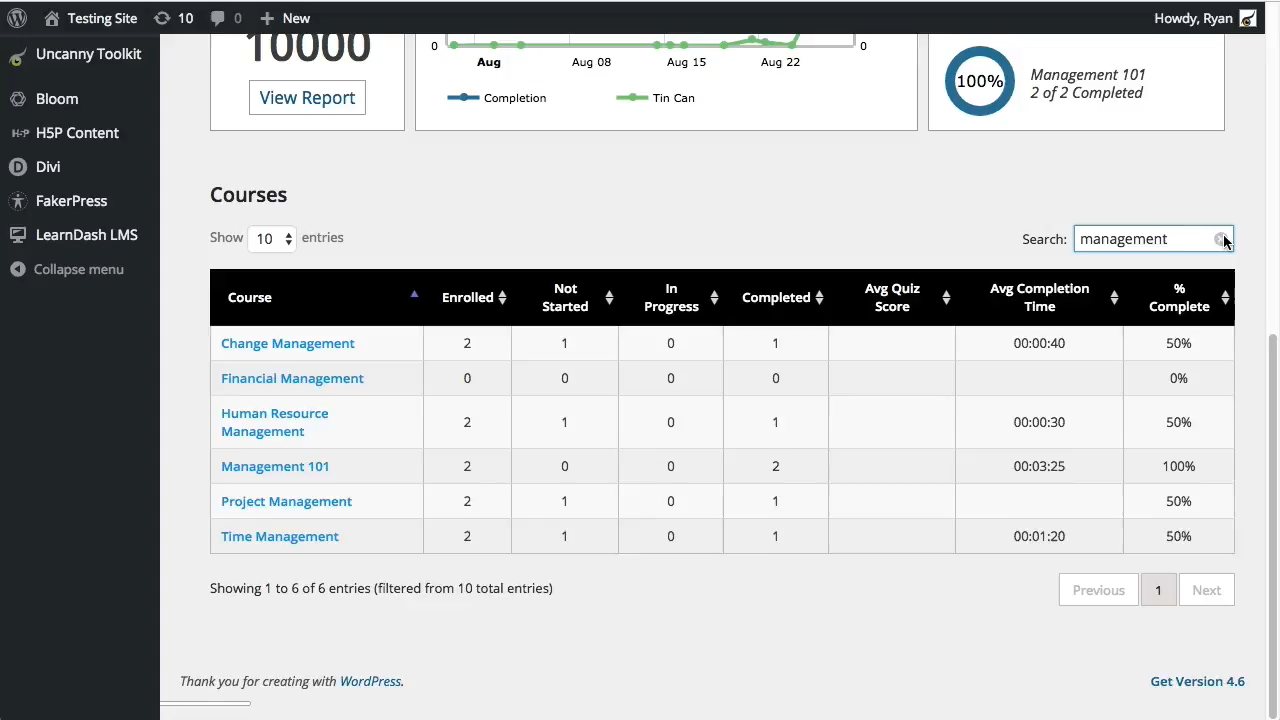 Testing Site 10 0 New Howdy, Ryan
Uncanny Toolkit
Bloom
H-P H5P Content
Divi
FakerPress
LearnDash LMS
Collapse menu
10000
View Report
0 0
Aug Aug 08 Aug 15 Aug 22
Completion Tin Can
100%
Management 101
2 of 2 Completed
Courses
Show 10 entries
Search: management
Course Enrolled Not Started In Progress Completed Avg Quiz Score Avg Completion Time % Complete
Change Management 2 1 0 1 00:00:40 50%
Financial Management 0 0 0 0 0%
Human Resource Management 2 1 0 1 00:00:30 50%
Management 101 2 0 0 2 00:03:25 100%
Project Management 2 1 0 1 50%
Time Management 2 1 0 1 00:01:20 50%
Showing 1 to 6 of 6 entries (filtered from 10 total entries)
Previous 1 Next
Thank you for creating with WordPress.
Get Version 4.6